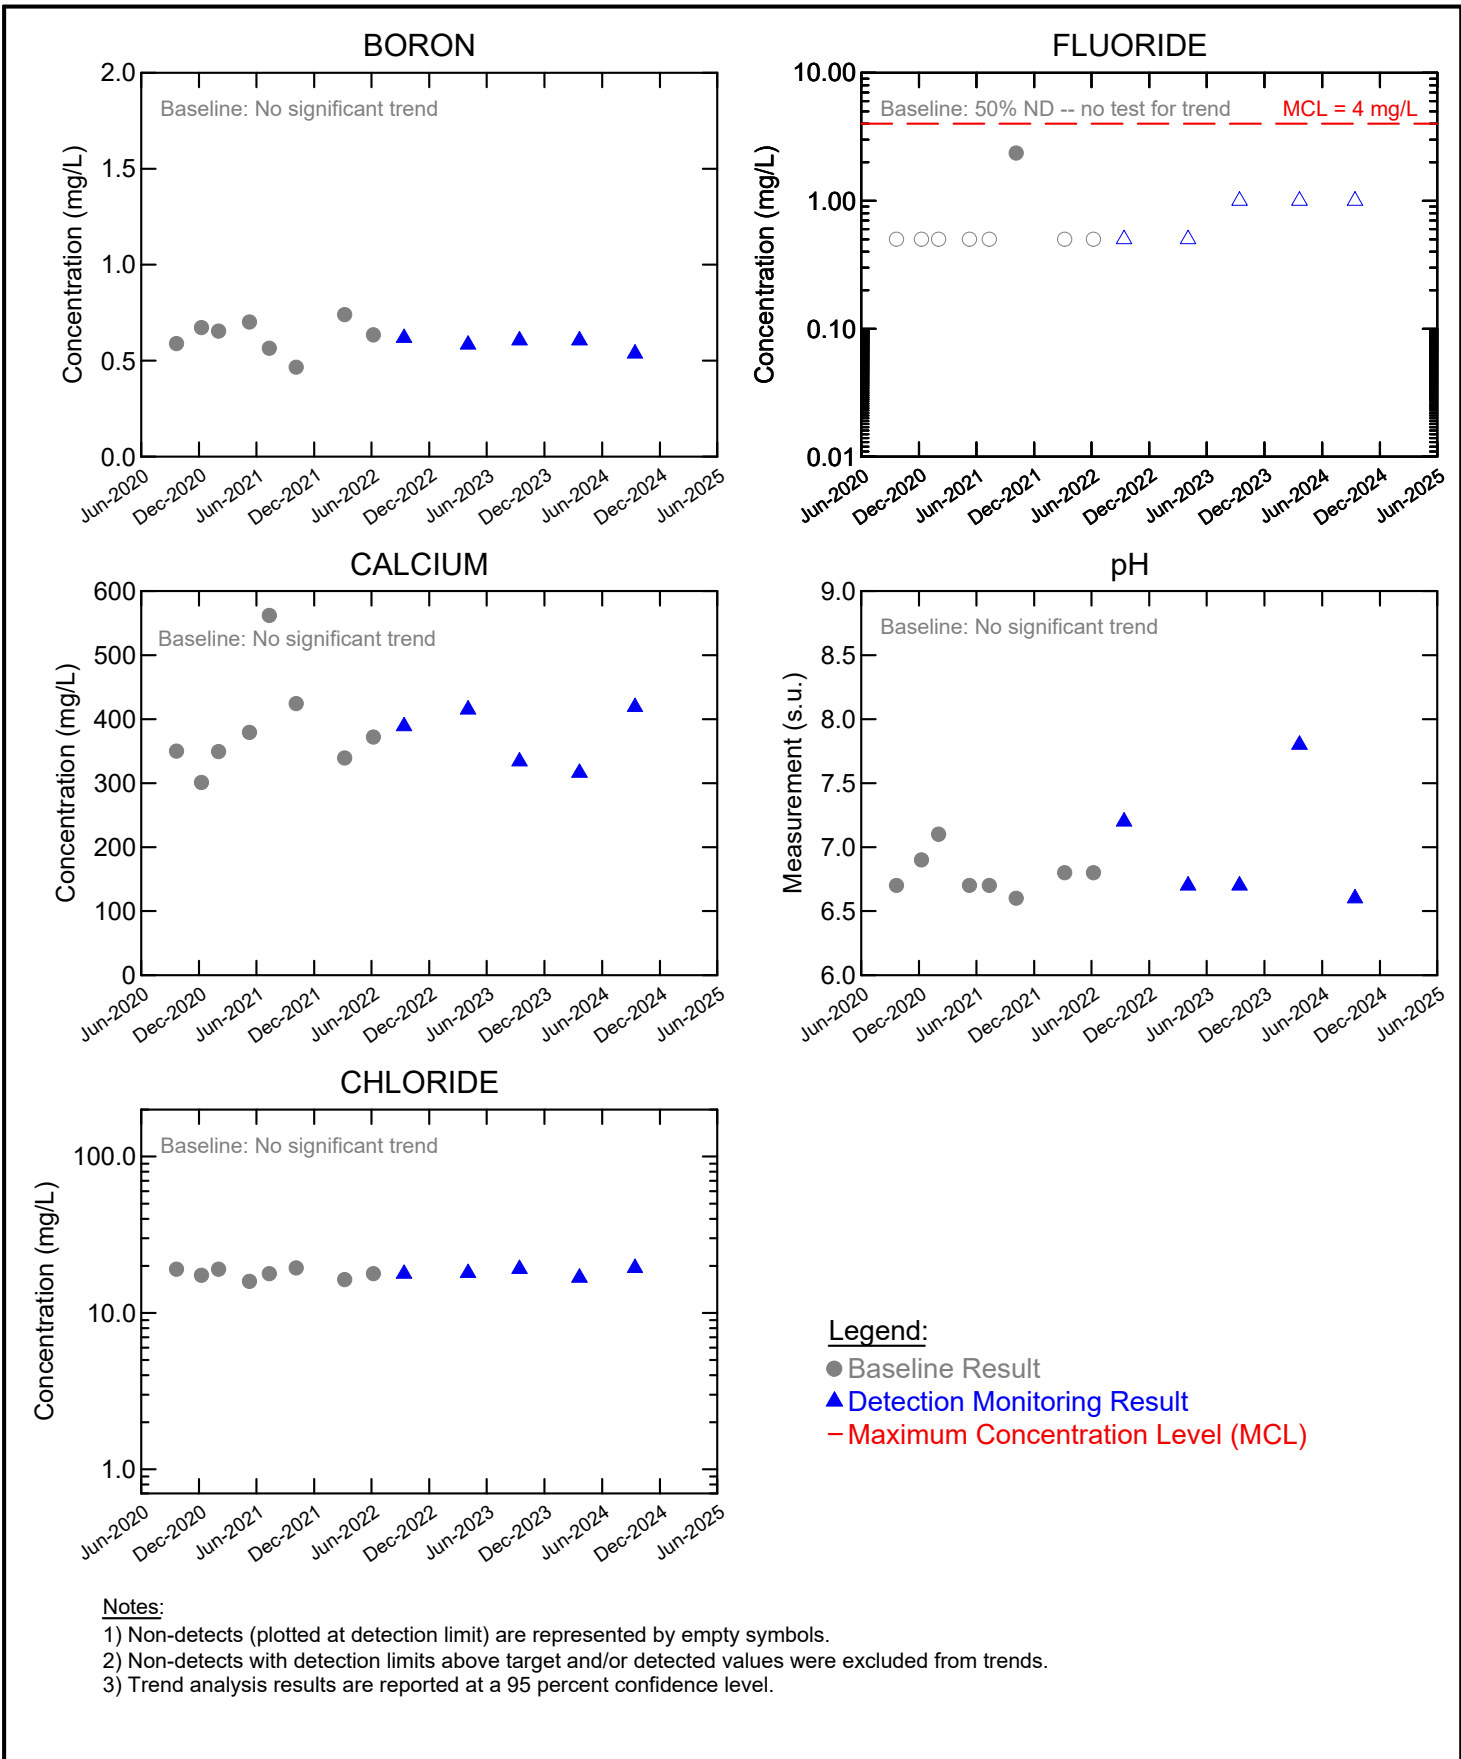 BORON
2.0
1.5
1.0
0.5
0.0
Concentration (mg/L)
Baseline: No significant trend
Jun-2020
Dec-2020
Jun-2021
Dec-2021
Jun-2022
Dec-2022
Jun-2023
Dec-2023
Jun-2024
Dec-2024
Jun-2025
FLUORIDE
10.00
1.00
0.10
0.01
Concentration (mg/L)
Baseline: 50% ND -- no test for trend
MCL = 4 mg/L
Jun-2020
Dec-2020
Jun-2021
Dec-2021
Jun-2022
Dec-2022
Jun-2023
Dec-2023
Jun-2024
Dec-2024
Jun-2025
CALCIUM
600
500
400
300
200
100
0
Concentration (mg/L)
Baseline: No significant trend
Jun-2020
Dec-2020
Jun-2021
Dec-2021
Jun-2022
Dec-2022
Jun-2023
Dec-2023
Jun-2024
Dec-2024
Jun-2025
pH
9.0
8.5
8.0
7.5
7.0
6.5
6.0
Measurement (s.u.)
Baseline: No significant trend
Jun-2020
Dec-2020
Jun-2021
Dec-2021
Jun-2022
Dec-2022
Jun-2023
Dec-2023
Jun-2024
Dec-2024
Jun-2025
CHLORIDE
100.0
10.0
1.0
Concentration (mg/L)
Baseline: No significant trend
Jun-2020
Dec-2020
Jun-2021
Dec-2021
Jun-2022
Dec-2022
Jun-2023
Dec-2023
Jun-2024
Dec-2024
Jun-2025
Legend:
Baseline Result
Detection Monitoring Result
Maximum Concentration Level (MCL)
Notes:
1) Non-detects (plotted at detection limit) are represented by empty symbols.
2) Non-detects with detection limits above target and/or detected values were excluded from trends.
3) Trend analysis results are reported at a 95 percent confidence level.